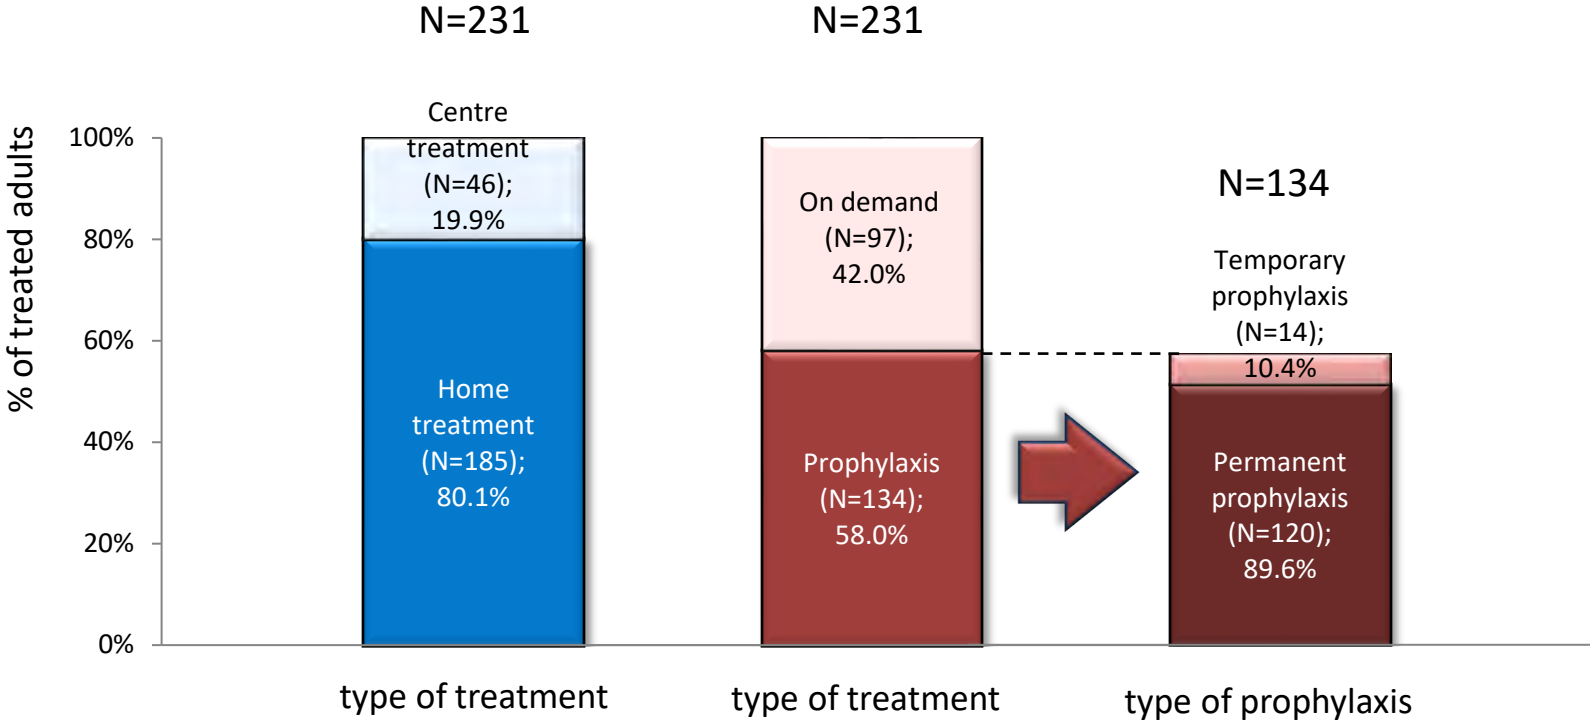 N=231
N=231
N=134
% of treated adults
100%
80%
60%
40%
20%
0%
Centre
treatment
(N=46);
19.9%
Home
treatment
(N=185);
80.1%
On demand
(N=97);
42.0%
Prophylaxis
(N=134);
58.0%
Temporary
prophylaxis
(N=14);
10.4%
Permanent
prophylaxis
(N=120);
89.6%
type of treatment
type of treatment
type of prophylaxis